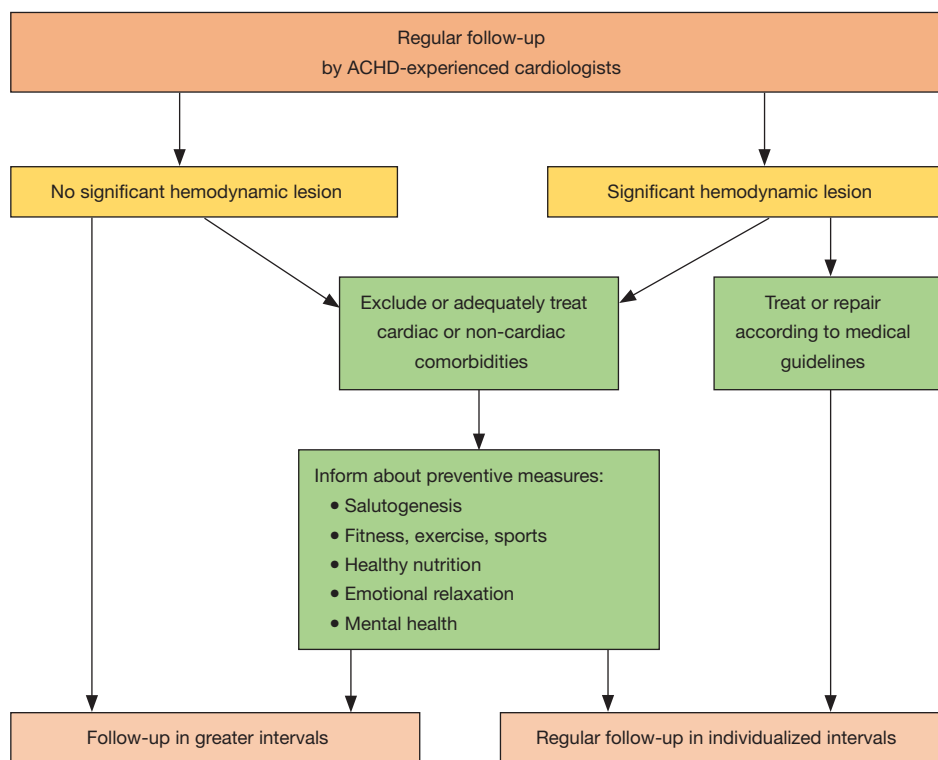 Regular follow-up
by ACHD-experienced cardiologists
No significant hemodynamic lesion
Significant hemodynamic lesion
Exclude or adequately treat
cardiac or non-cardiac
comorbidities
Treat or repair
according to medical
guidelines
Inform about preventive measures:
• Salutogenesis
• Fitness, exercise, sports
• Healthy nutrition
• Emotional relaxation
• Mental health
Follow-up in greater intervals
Regular follow-up in individualized intervals